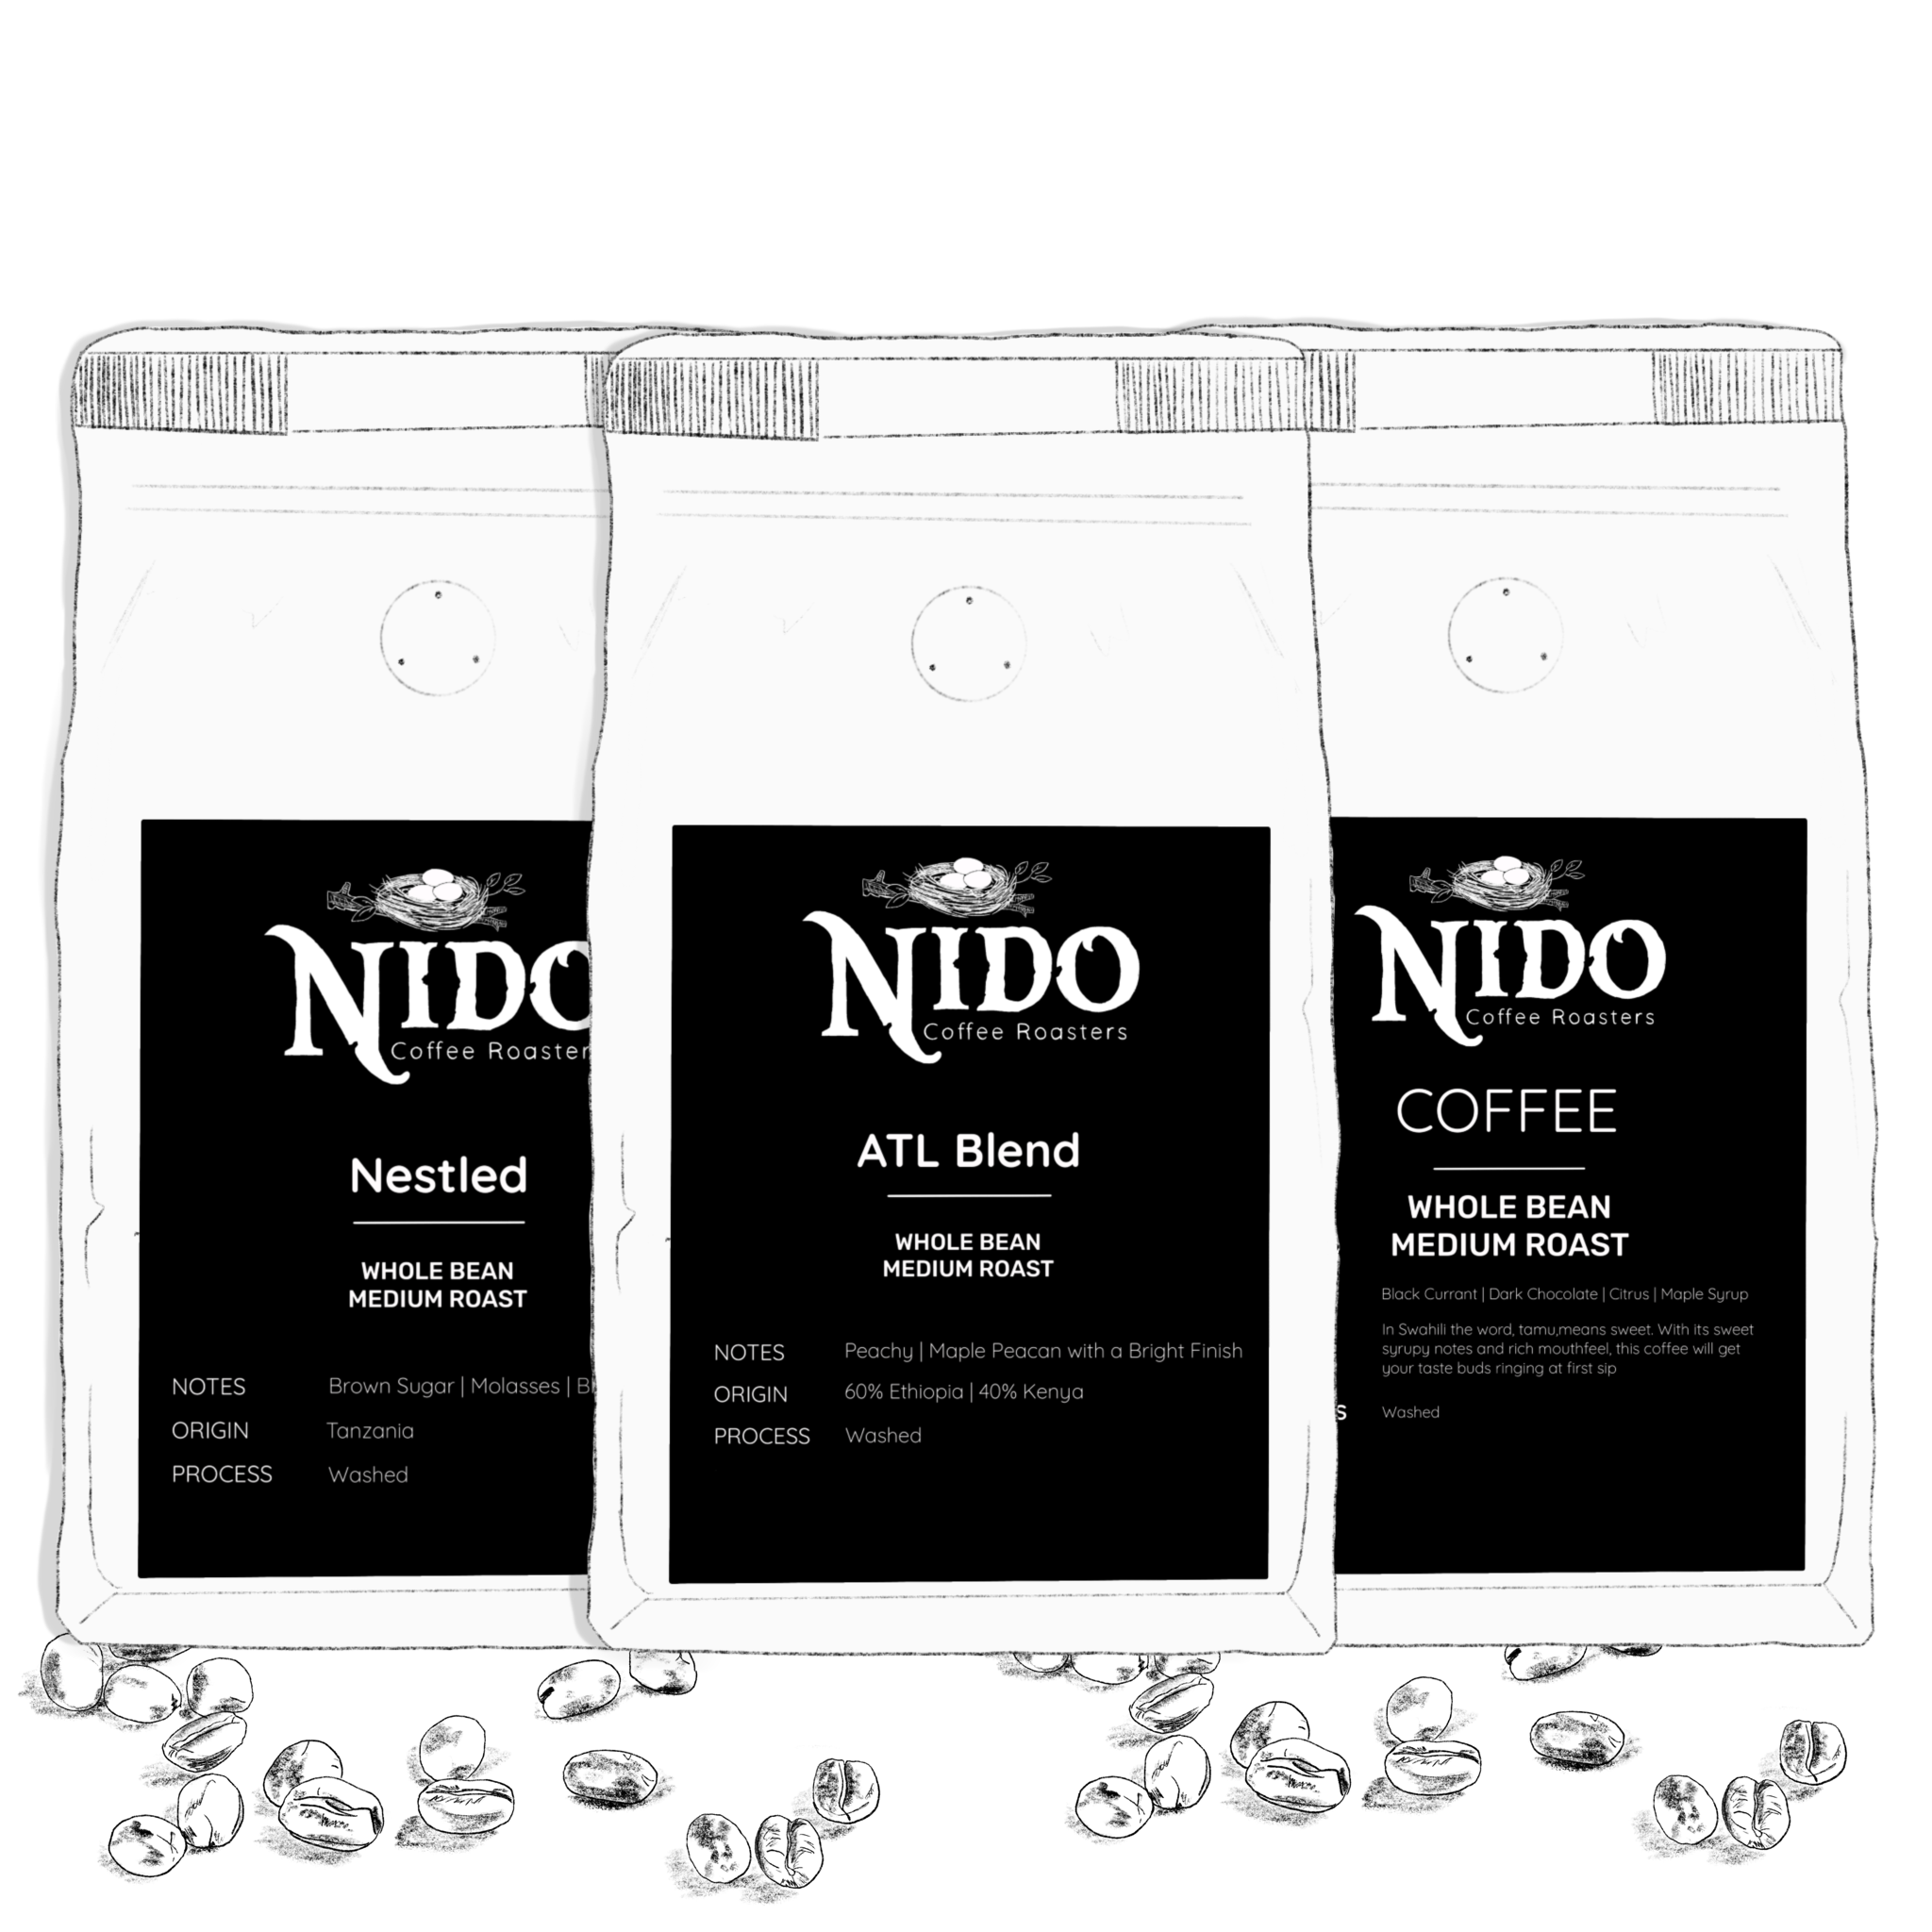 NIDO
Coffee Roaster
Nestled
WHOLE BEAN
MEDIUM ROAST
NOTES Brown Sugar | Molasses |
ORIGIN Tanzania
PROCESS Washed
NIDO
Coffee Roasters
ATL Blend
WHOLE BEAN
MEDIUM ROAST
NOTES Peachy | Maple Peacan with a Bright Finish
ORIGIN 60% Ethiopia | 40% Kenya
PROCESS Washed
NIDO
Coffee Roasters
COFFEE
WHOLE BEAN
MEDIUM ROAST
Black Currant | Dark Chocolate | Citrus | Maple Syrup
In Swahili the word, tamu,means sweet. With its sweet
syrupy notes and rich mouthfeel, this coffee will get
your taste buds ringing at first sip
S Washed